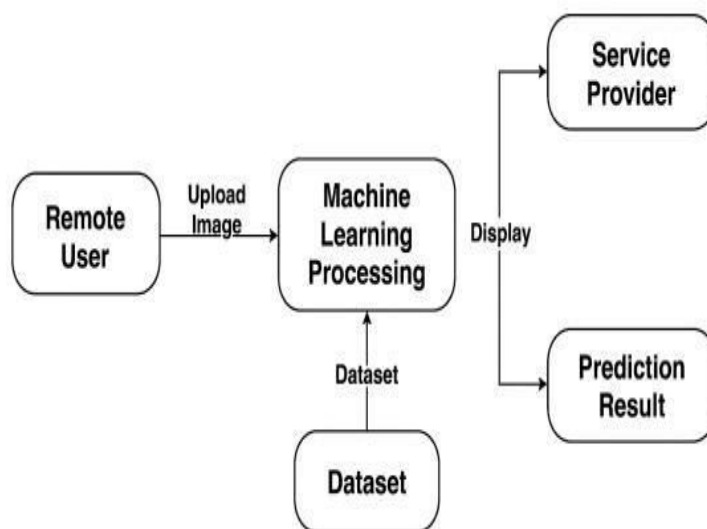 Service
Provider
Upload
Image
Remote
User
Machine
Learning
Processing
Display
Dataset
Prediction
Result
Dataset